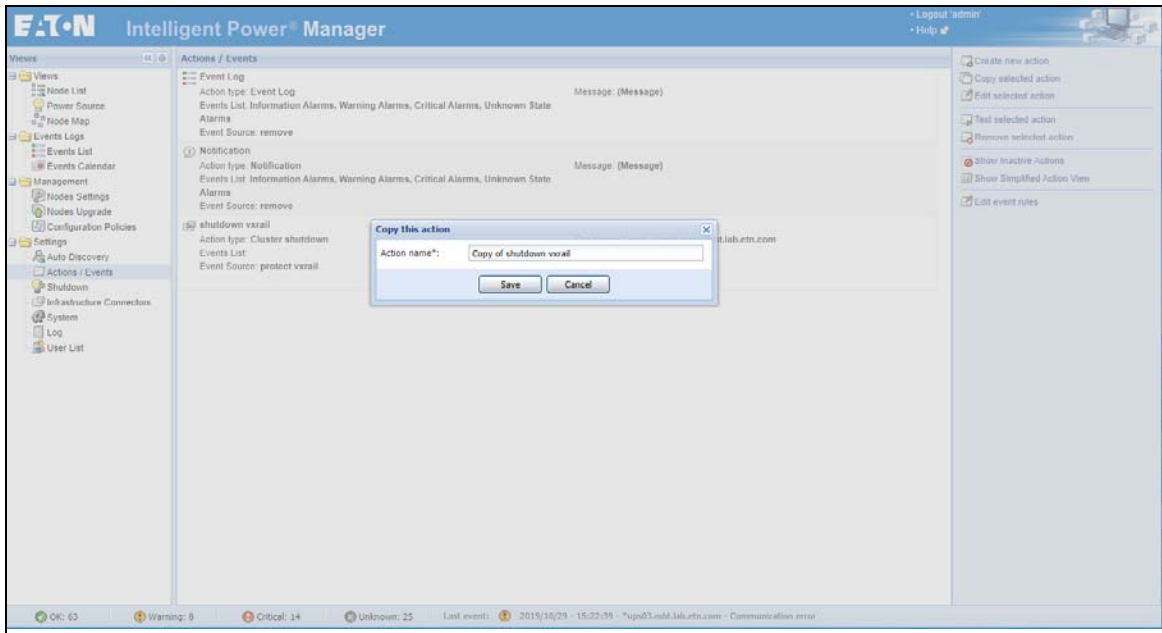 EATON Intelligent Power® Manager
• Logout 'admin'
• Help
Views
Views
Node List
Power Source
Node Map
Events Logs
Events List
Events Calendar
Management
Nodes Settings
Nodes Upgrade
Configuration Policies
Settings
Auto Discovery
Actions / Events
Shutdown
Infrastructure Connectors
System
Log
User List
Actions / Events
Event Log
Action type: Event Log Message: (Message)
Events List: Information Alarms, Warning Alarms, Critical Alarms, Unknown State
Alarms
Event Source: remove
Notification
Action type: Notification Message: (Message)
Events List: Information Alarms, Warning Alarms, Critical Alarms, Unknown State
Alarms
Event Source: remove
shutdown vxrail
Action type: Cluster shutdown t.lab.etn.com
Events List:
Event Source: protect vxrail
Copy this action
Action name*: Copy of shutdown vxrail
Save Cancel
Create new action
Copy selected action
Edit selected action
Test selected action
Remove selected action
Show Inactive Actions
Show Simplified Action View
Edit event rules
OK: 63 Warning: 8 Critical: 14 Unknown: 25 Last event: 2019/10/29 - 15:22:39 - - Communication error